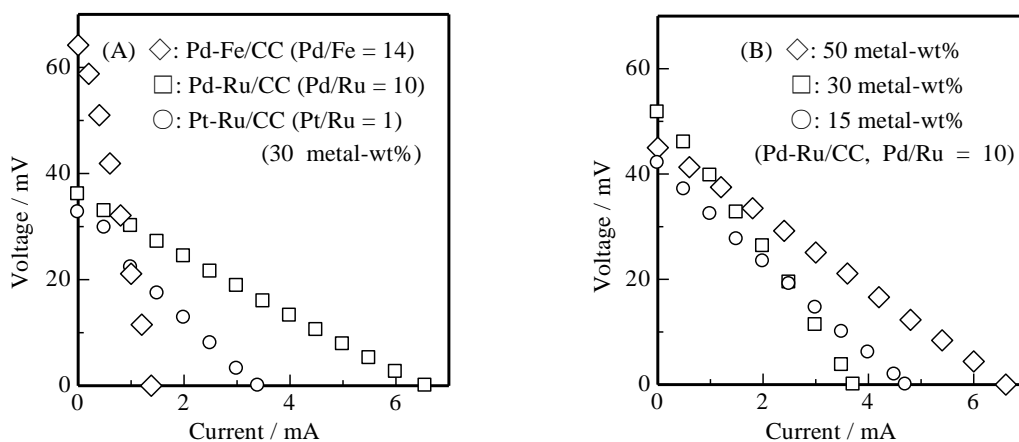 (A) ◇: Pd-Fe/CC (Pd/Fe = 14)
□: Pd-Ru/CC (Pd/Ru = 10)
○: Pt-Ru/CC (Pt/Ru = 1)
(30 metal-wt%)
60
40
20
0
Voltage / mV
0 2 4 6
Current / mA
(B) ◇: 50 metal-wt%
□: 30 metal-wt%
○: 15 metal-wt%
(Pd-Ru/CC, Pd/Ru = 10)
60
40
20
0
Voltage / mV
0 2 4 6
Current / mA